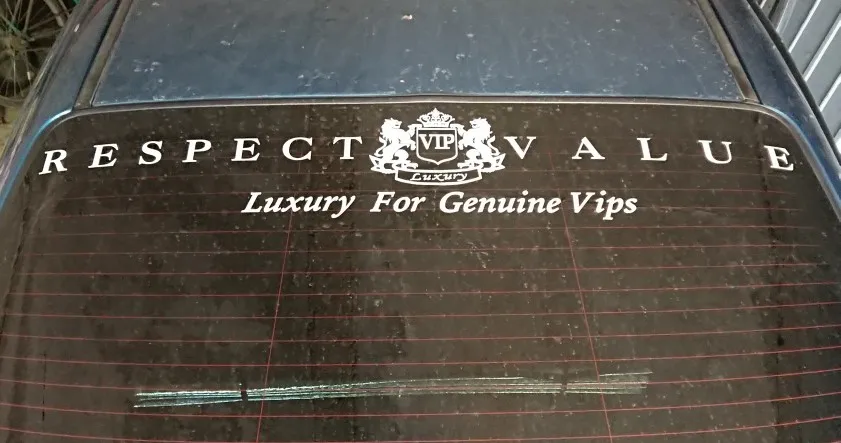 RESPECT VIP VALUE
Luxury
Luxury For Genuine Vips